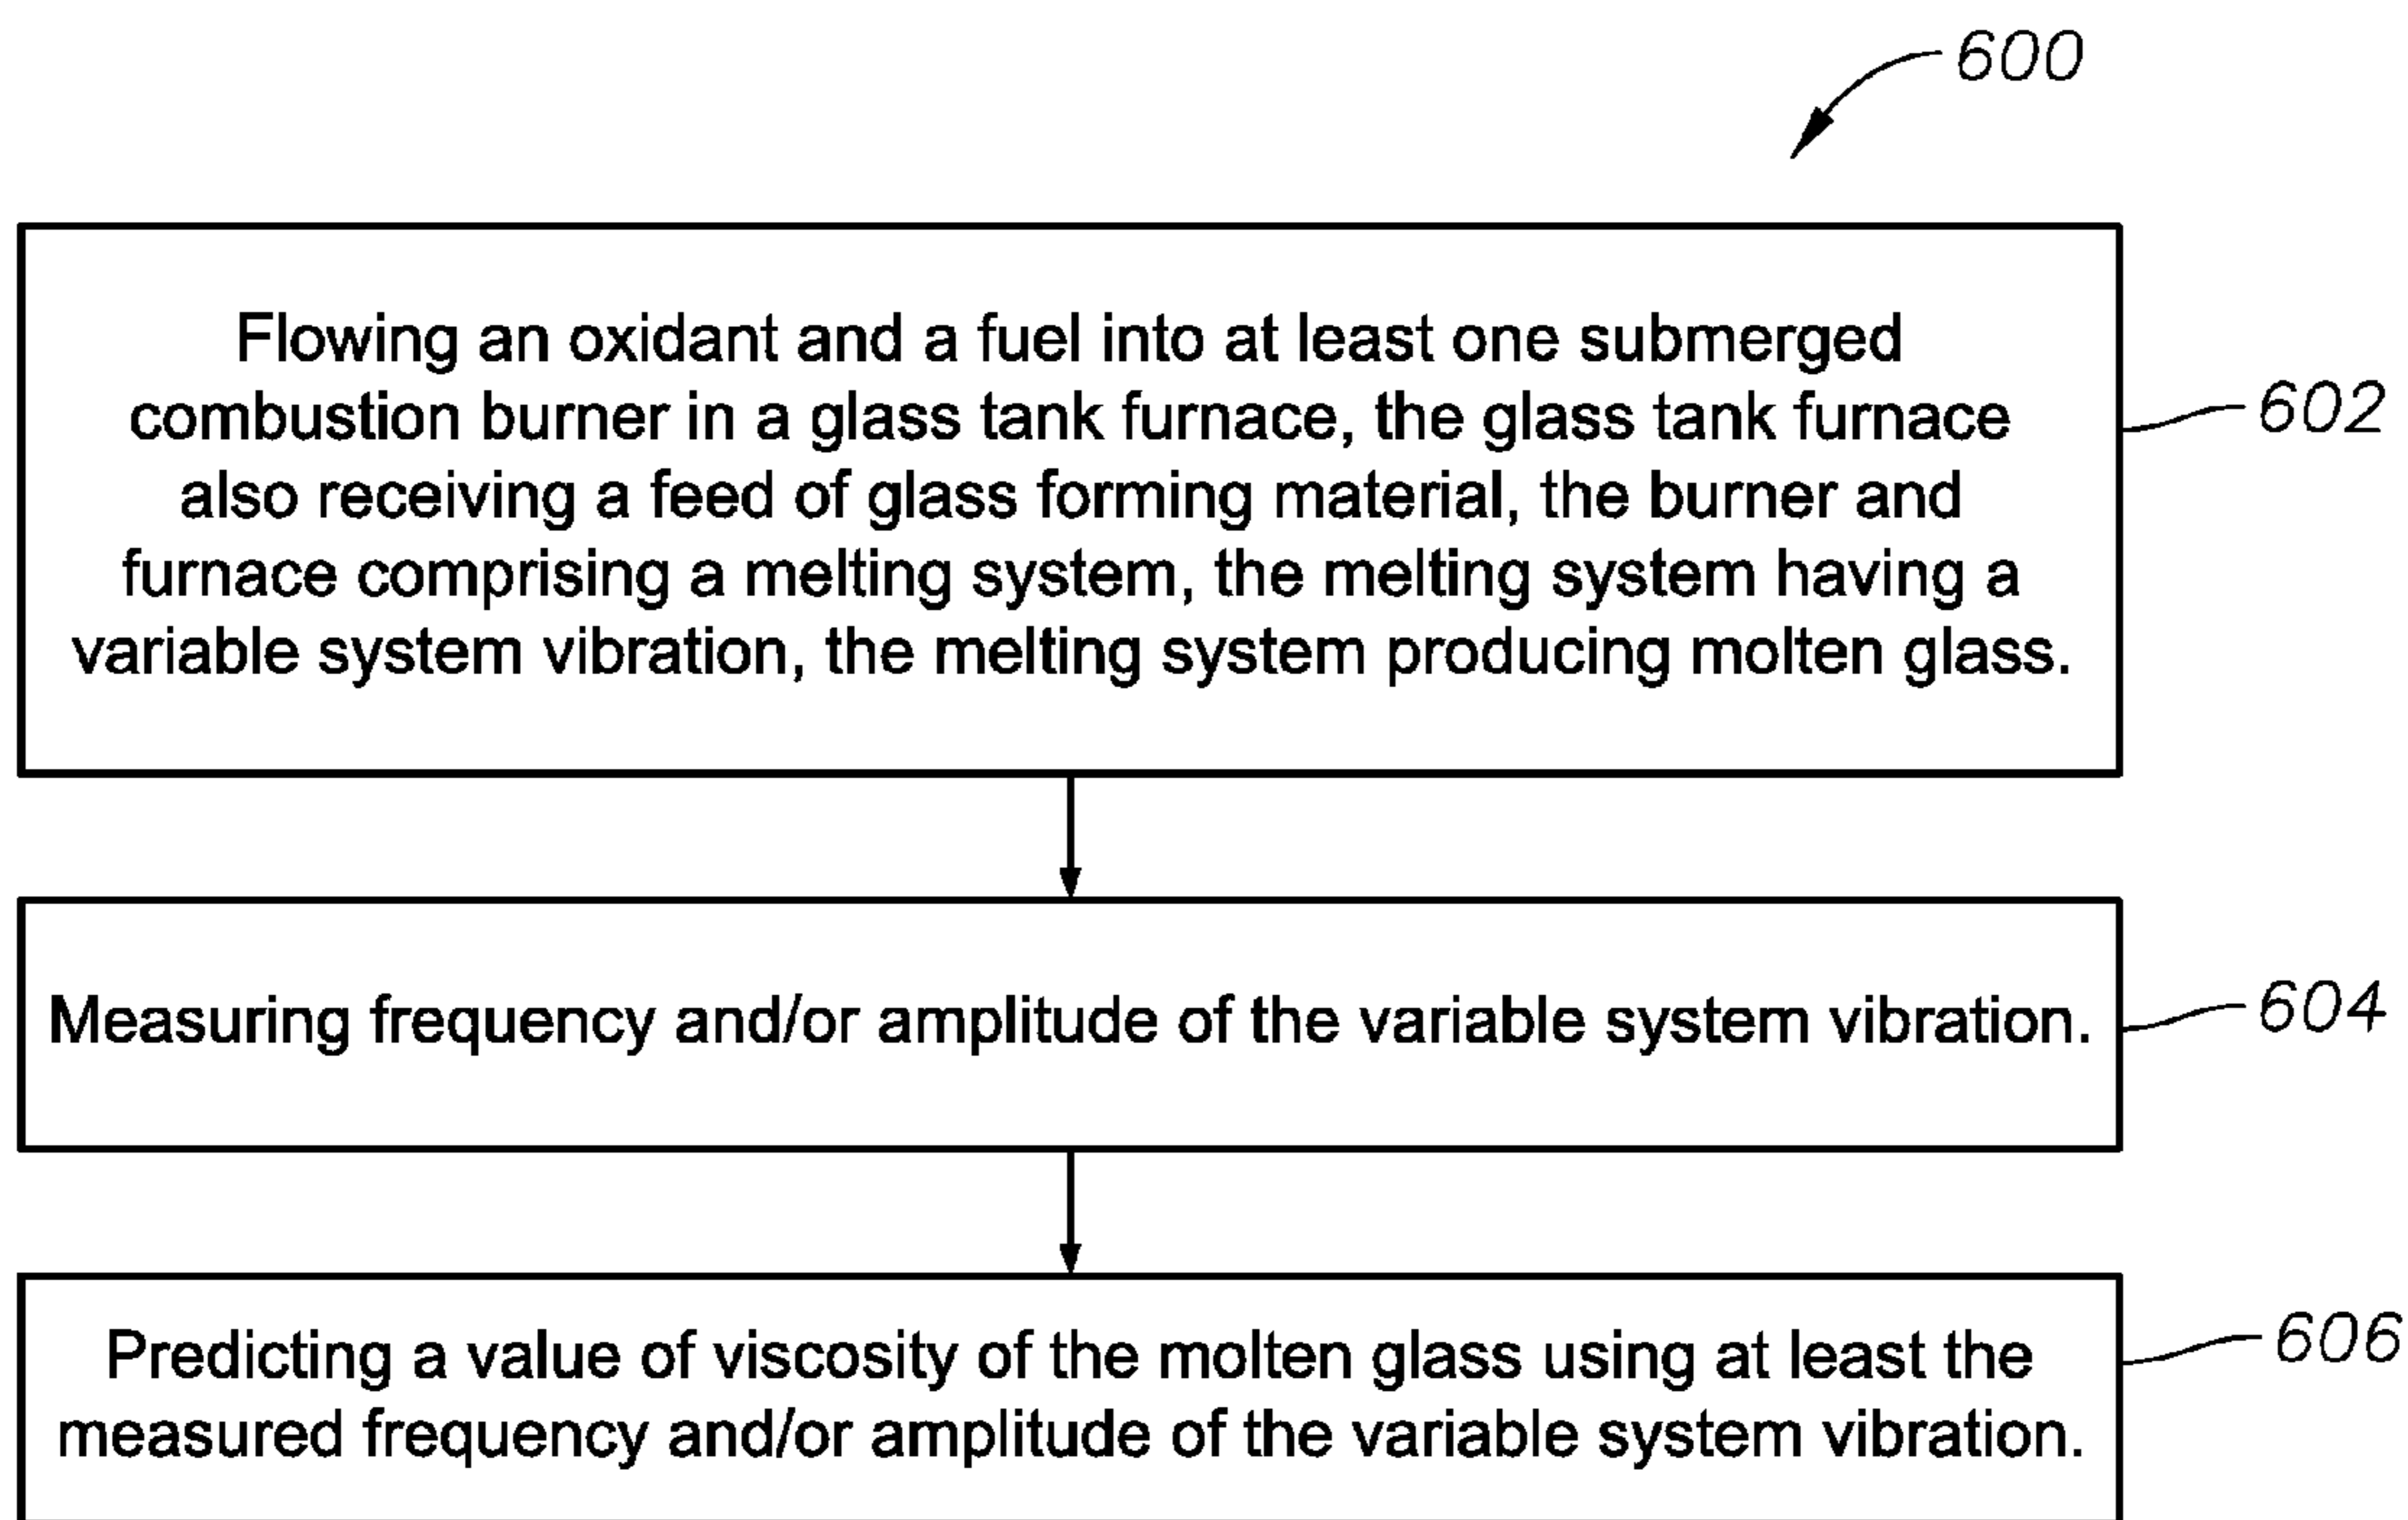 600
Flowing an oxidant and a fuel into at least one submerged
combustion burner in a glass tank furnace, the glass tank furnace
also receiving a feed of glass forming material, the burner and
furnace comprising a melting system, the melting system having a
variable system vibration, the melting system producing molten glass.
602
Measuring frequency and/or amplitude of the variable system vibration.
604
Predicting a value of viscosity of the molten glass using at least the
measured frequency and/or amplitude of the variable system vibration.
606